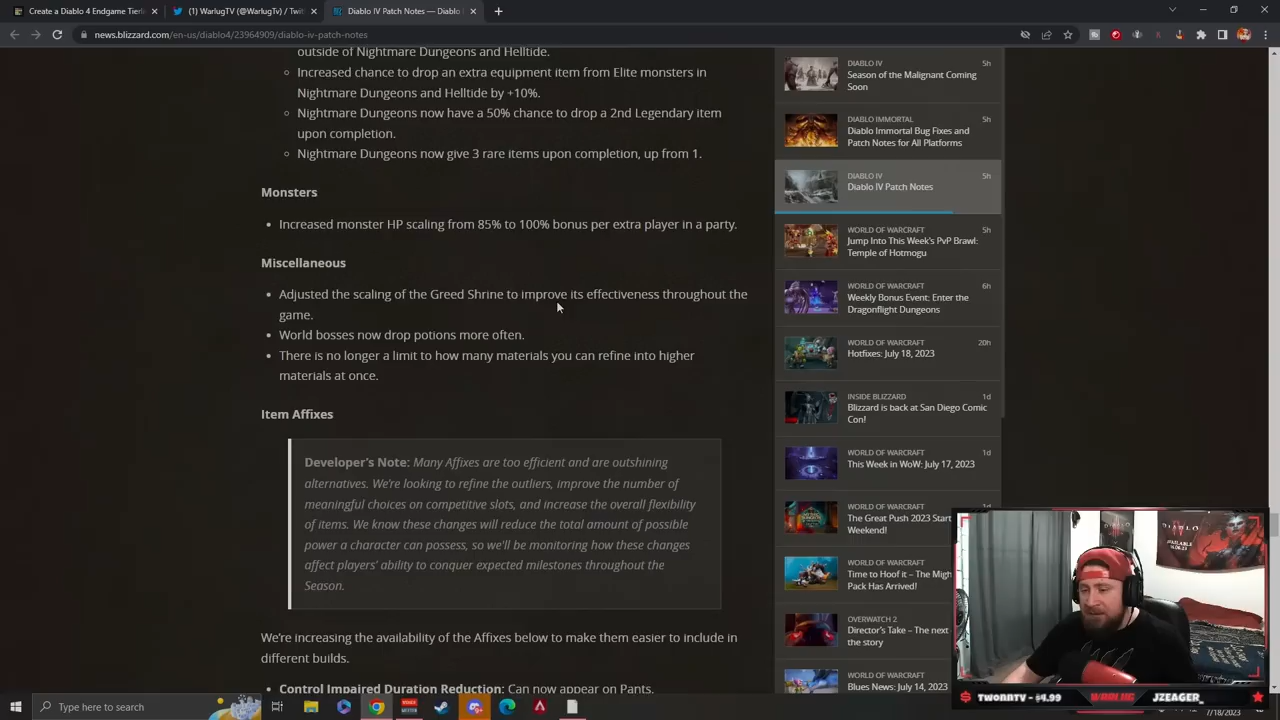 Create a Diablo 4 Endgame Tierli
WarlugTV (@WarlugTV) / Twitt
Diablo IV Patch Notes — Diablo
news.blizzard.com/en-us/diablo4/23964909/diablo-iv-patch-notes
outside of Nightmare Dungeons and Helltide.
Increased chance to drop an extra equipment item from Elite monsters in
Nightmare Dungeons and Helltide by +10%.
Nightmare Dungeons now have a 50% chance to drop a 2nd Legendary item
upon completion.
Nightmare Dungeons now give 3 rare items upon completion, up from 1.
Monsters
Increased monster HP scaling from 85% to 100% bonus per extra player in a party.
Miscellaneous
Adjusted the scaling of the Greed Shrine to improve its effectiveness throughout the
game.
World bosses now drop potions more often.
There is no longer a limit to how many materials you can refine into higher
materials at once.
Item Affixes
Developer's Note: Many Affixes are too efficient and are outshining
alternatives. We're looking to refine the outliers, improve the number of
meaningful choices on competitive slots, and increase the overall flexibility
of items. We know these changes will reduce the total amount of possible
power a character can possess, so we'll be monitoring how these changes
affect players' ability to conquer expected milestones throughout the
Season.
We're increasing the availability of the Affixes below to make them easier to include in
different builds.
Control Impaired Duration Reduction: Can now appear on Pants.
DIABLO IV 5h
Season of the Malignant Coming
Soon
DIABLO IMMORTAL 5h
Diablo Immortal Bug Fixes and
Patch Notes for All Platforms
DIABLO IV 5h
Diablo IV Patch Notes
WORLD OF WARCRAFT 5h
Jump Into This Week's PvP Brawl:
Temple of Hotmogu
WORLD OF WARCRAFT 6h
Weekly Bonus Event: Enter the
Dragonflight Dungeons
WORLD OF WARCRAFT 20h
Hotfixes: July 18, 2023
INSIDE BLIZZARD 1d
Blizzard is back at San Diego Comic
Con!
WORLD OF WARCRAFT 1d
This Week in WoW: July 17, 2023
WORLD OF WARCRAFT 1d
The Great Push 2023 Start
Weekend!
WORLD OF WARCRAFT
Time to Hoof it – The Migh
Pack Has Arrived!
OVERWATCH 2
Director's Take – The next
the story
WORLD OF WARCRAFT
Blues News: July 14, 2023
DIABLO
TWONNTV - $4.99
WARLUG
JZEAGER_
Type here to search
7/18/2023